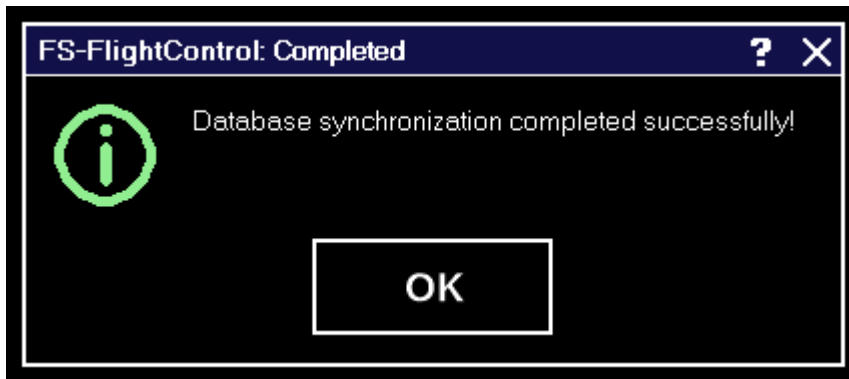 FS-FlightControl: Completed ? X
Database synchronization completed successfully!
OK